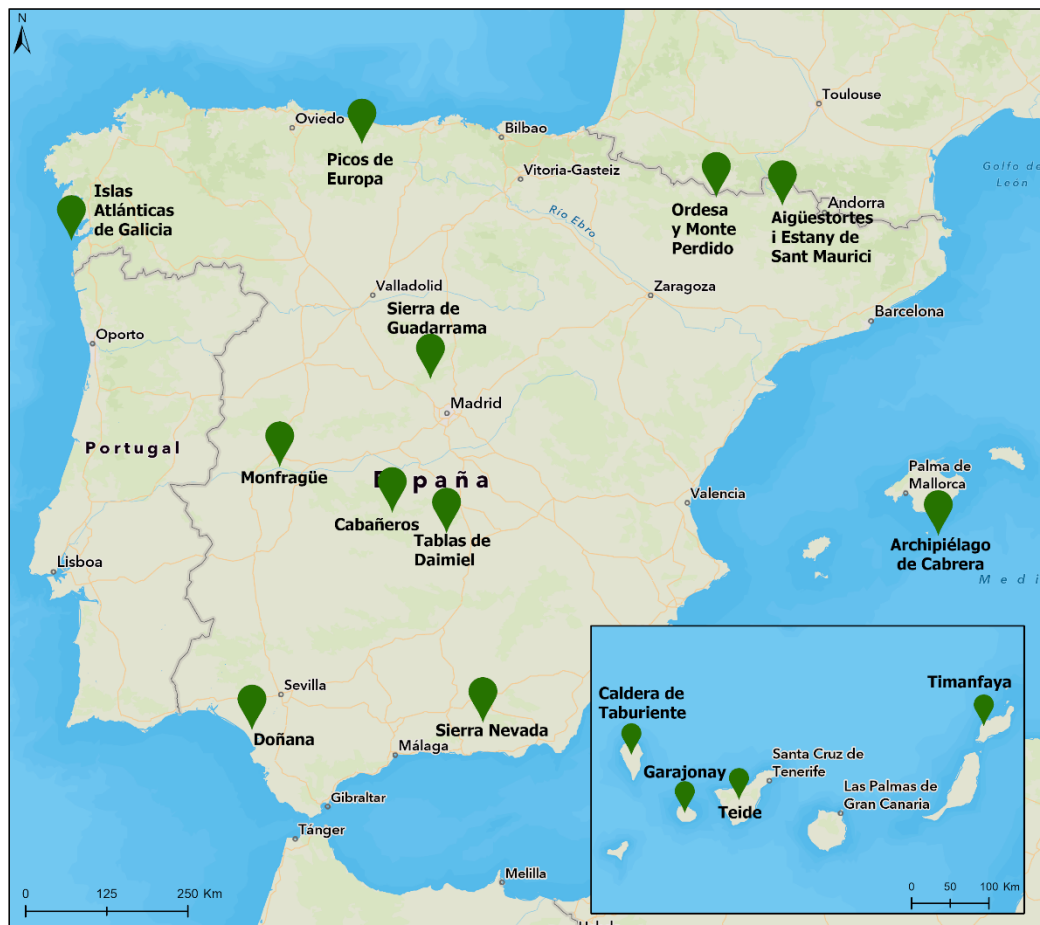 N
Toulouse
Oviedo
Bilbao
Picos de
Europa
Vitoria-Gasteiz
Golfo de
Leon
Islas
Atlánticas
de Galicia
Río Ebro
Ordesa
y Monte
Perdido
Andorra
Aigüestortes
i Estany de
Sant Maurici
Valladolid
Zaragoza
Sierra de
Guadarrama
Barcelona
Oporto
Madrid
Portugal
Monfragüe
España
Palma de
Mallorca
Valencia
Cabañeros
Tablas de
Daimiel
Archipiélago
de Cabrera
Lisboa
Medi
Sevilla
Doñana
Sierra Nevada
Málaga
Gibraltar
Tánger
Melilla
Caldera de
Taburiente
Timanfaya
Garajonay
Santa Cruz de
Tenerife
Teide
Las Palmas de
Gran Canaria
0 125 250 Km
0 50 100 Km